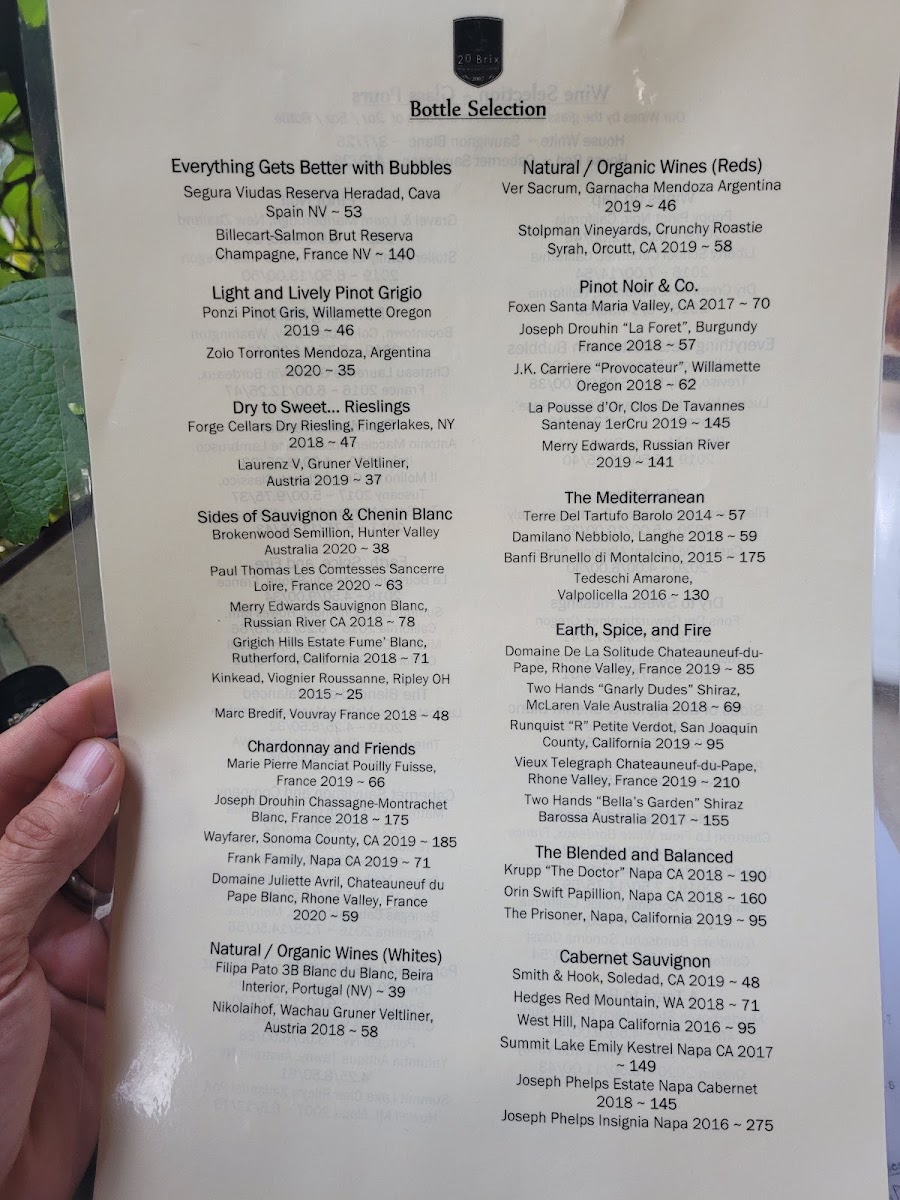 20 Brix
2007
Bottle Selection
Everything Gets Better with Bubbles
Segura Viudas Reserva Heradad, Cava
Spain NV ~ 53
Billecart-Salmon Brut Reserva
Champagne, France NV ~ 140
Light and Lively Pinot Grigio
Ponzi Pinot Gris, Willamette Oregon
2019 ~ 46
Zolo Torrontes Mendoza, Argentina
2020 ~ 35
Dry to Sweet... Rieslings
Forge Cellars Dry Riesling, Fingerlakes, NY
2018 ~ 47
Laurenz V, Gruner Veltliner,
Austria 2019 ~ 37
Sides of Sauvignon & Chenin Blanc
Brokenwood Semillion, Hunter Valley
Australia 2020 ~ 38
Paul Thomas Les Comtesses Sancerre
Loire, France 2020 ~ 63
Merry Edwards Sauvignon Blanc,
Russian River CA 2018 ~ 78
Grigich Hills Estate Fume' Blanc,
Rutherford, California 2018 ~ 71
Kinkead, Viognier Roussanne, Ripley OH
2015 ~ 25
Marc Bredif, Vouvray France 2018 ~ 48
Chardonnay and Friends
Marie Pierre Manciat Pouilly Fuisse,
France 2019 ~ 66
Joseph Drouhin Chassagne-Montrachet
Blanc, France 2018 ~ 175
Wayfarer, Sonoma County, CA 2019 ~ 185
Frank Family, Napa CA 2019 ~ 71
Domaine Juliette Avril, Chateauneuf du
Pape Blanc, Rhone Valley, France
2020 ~ 59
Natural / Organic Wines (Whites)
Filipa Pato 3B Blanc du Blanc, Beira
Interior, Portugal (NV) ~ 39
Nikolaihof, Wachau Gruner Veltliner,
Austria 2018 ~ 58
Natural / Organic Wines (Reds)
Ver Sacrum, Garnacha Mendoza Argentina
2019 ~ 46
Stolpman Vineyards, Crunchy Roastie
Syrah, Orcutt, CA 2019 ~ 58
Pinot Noir & Co.
Foxen Santa Maria Valley, CA 2017 ~ 70
Joseph Drouhin "La Foret", Burgundy
France 2018 ~ 57
J.K. Carriere "Provocateur", Willamette
Oregon 2018 ~ 62
La Pousse d'Or, Clos De Tavannes
Santenay 1erCru 2019 ~ 145
Merry Edwards, Russian River
2019 ~ 141
The Mediterranean
Terre Del Tartufo Barolo 2014 ~ 57
Damilano Nebbiolo, Langhe 2018 ~ 59
Banfi Brunello di Montalcino, 2015 ~ 175
Tedeschi Amarone,
Valpolicella 2016 ~ 130
Earth, Spice, and Fire
Domaine De La Solitude Chateauneuf-du-
Pape, Rhone Valley, France 2019 ~ 85
Two Hands "Gnarly Dudes" Shiraz,
McLaren Vale Australia 2018 ~ 69
Runquist "R" Petite Verdot, San Joaquin
County, California 2019 ~ 95
Vieux Telegraph Chateauneuf-du-Pape,
Rhone Valley, France 2019 ~ 210
Two Hands "Bella's Garden" Shiraz
Barossa Australia 2017 ~ 155
The Blended and Balanced
Krupp "The Doctor" Napa CA 2018 ~ 190
Orin Swift Papillion, Napa CA 2018 ~ 160
The Prisoner, Napa, California 2019 ~ 95
Cabernet Sauvignon
Smith & Hook, Soledad, CA 2019 ~ 48
Hedges Red Mountain, WA 2018 ~ 71
West Hill, Napa California 2016 ~ 95
Summit Lake Emily Kestrel Napa CA 2017
~ 149
Joseph Phelps Estate Napa Cabernet
2018 ~ 145
Joseph Phelps Insignia Napa 2016 ~ 275